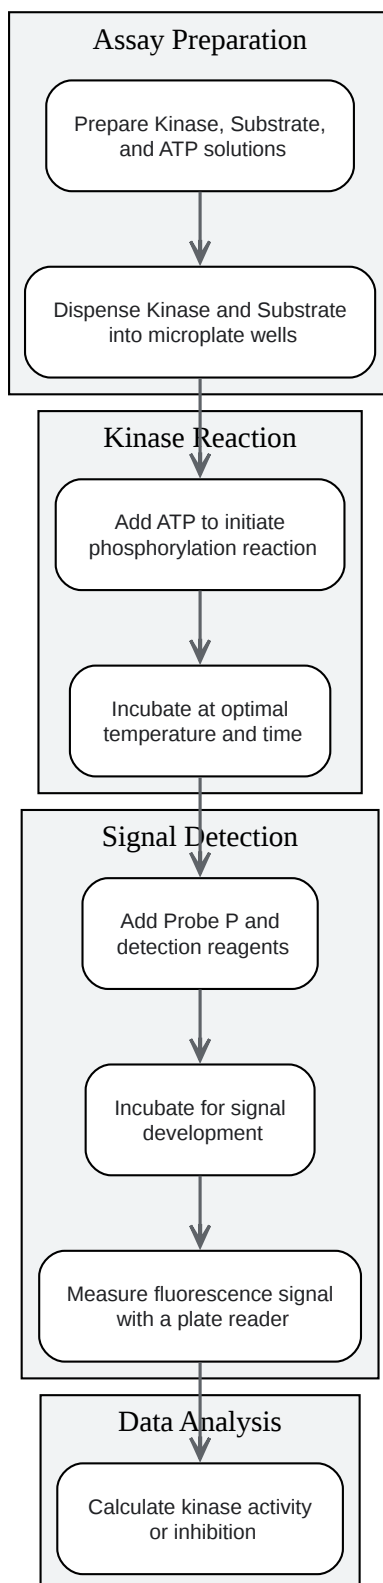 Assay Preparation
Prepare Kinase, Substrate,
and ATP solutions
Dispense Kinase and Substrate
into microplate wells
Kinase Reaction
Add ATP to initiate
phosphorylation reaction
Incubate at optimal
temperature and time
Signal Detection
Add Probe P and
detection reagents
Incubate for signal
development
Measure fluorescence signal
with a plate reader
Data Analysis
Calculate kinase activity
or inhibition